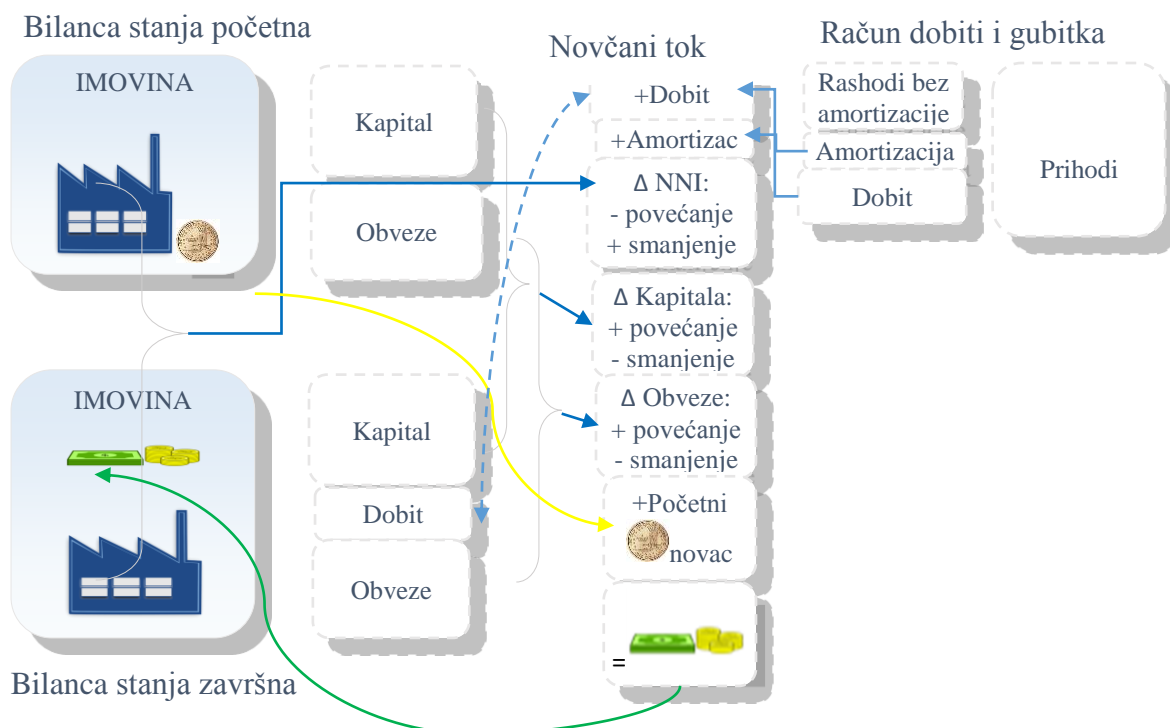 Bilanca stanja početna
IMOVINA
Kapital
Obveze
IMOVINA
Kapital
Dobit
Obveze
Bilanca stanja završna
Novčani tok
+Dobit
+Amortizac
Δ NNI:
- povećanje
+ smanjenje
Δ Kapitala:
+ povećanje
- smanjenje
Δ Obveze:
+ povećanje
- smanjenje
+Početni
novac
=
Račun dobiti i gubitka
Rashodi bez
amortizacije
Amortizacija
Dobit
Prihodi